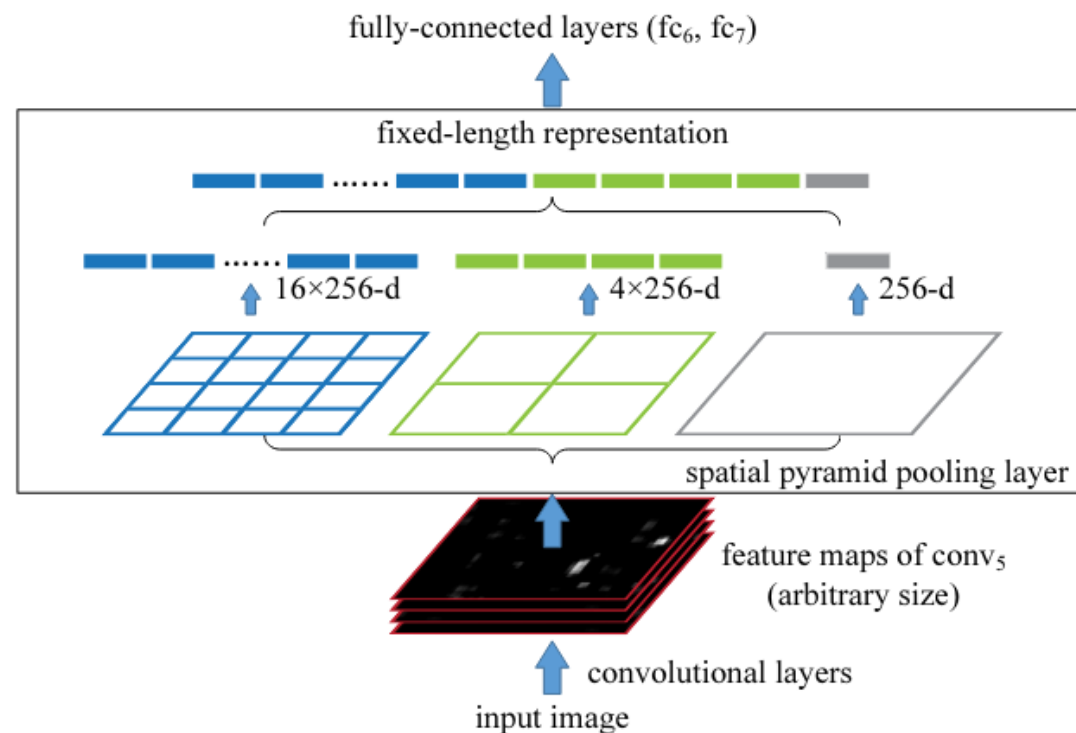 fully-connected layers (fc₆, fc₇)
fixed-length representation
......
......
16×256-d
4×256-d
256-d
spatial pyramid pooling layer
feature maps of conv₅
(arbitrary size)
convolutional layers
input image